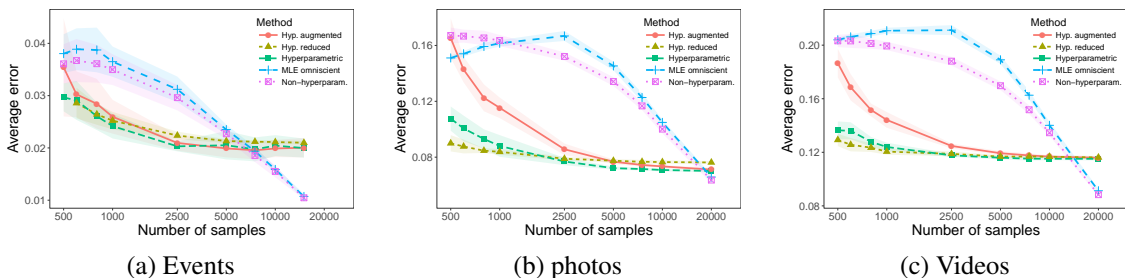 Average error
0.04
0.03
0.02
0.01
500
1000
2500
5000
10000
20000
Number of samples
Method
Hyp. augmented
Hyp. reduced
Hyperparametric
MLE omniscient
Non−hyperparam.
(a) Events
Average error
0.16
0.12
0.08
500
1000
2500
5000
10000
20000
Number of samples
Method
Hyp. augmented
Hyp. reduced
Hyperparametric
MLE omniscient
Non−hyperparam.
(b) photos
Average error
0.20
0.16
0.12
0.08
500
1000
2500
5000
10000
20000
Number of samples
Method
Hyp. augmented
Hyp. reduced
Hyperparametric
MLE omniscient
Non−hyperparam.
(c) Videos